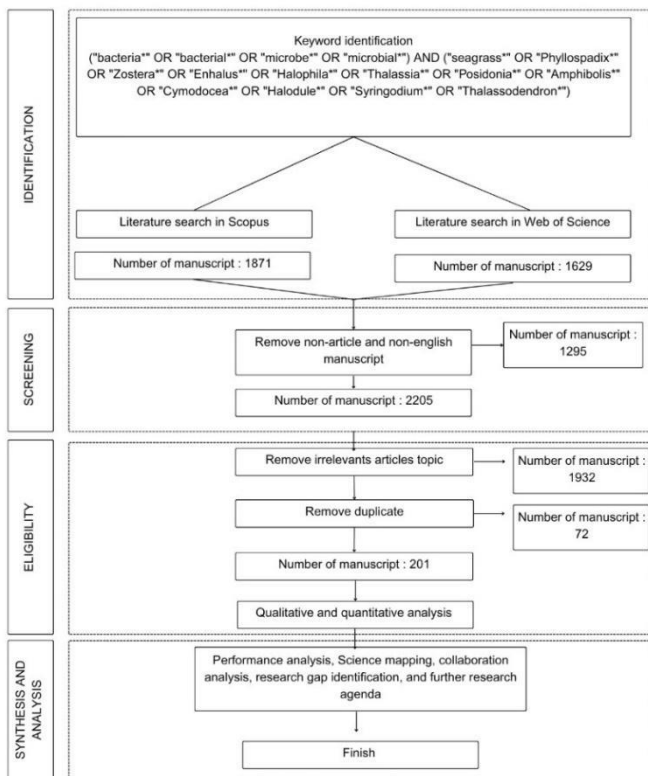 IDENTIFICATION
Keyword identification
("bacteria*" OR "bacterial*" OR "microbe*" OR "microbial*") AND ("seagrass*" OR "Phyllospadix*"
OR "Zostera*" OR "Enhalus*" OR "Halophila*" OR "Thalassia*" OR "Posidonia*" OR "Amphibolis*"
OR "Cymodocea*" OR "Halodule*" OR "Syringodium*" OR "Thalassodendron*")
Literature search in Scopus
Literature search in Web of Science
Number of manuscript : 1871
Number of manuscript : 1629
SCREENING
Remove non-article and non-english
manuscript
Number of manuscript :
1295
Number of manuscript : 2205
ELIGIBILITY
Remove irrelevants articles topic
Number of manuscript :
1932
Remove duplicate
Number of manuscript :
72
Number of manuscript : 201
Qualitative and quantitative analysis
SYNTHESIS AND
ANALYSIS
Performance analysis, Science mapping, collaboration
analysis, research gap identification, and further research
agenda
Finish